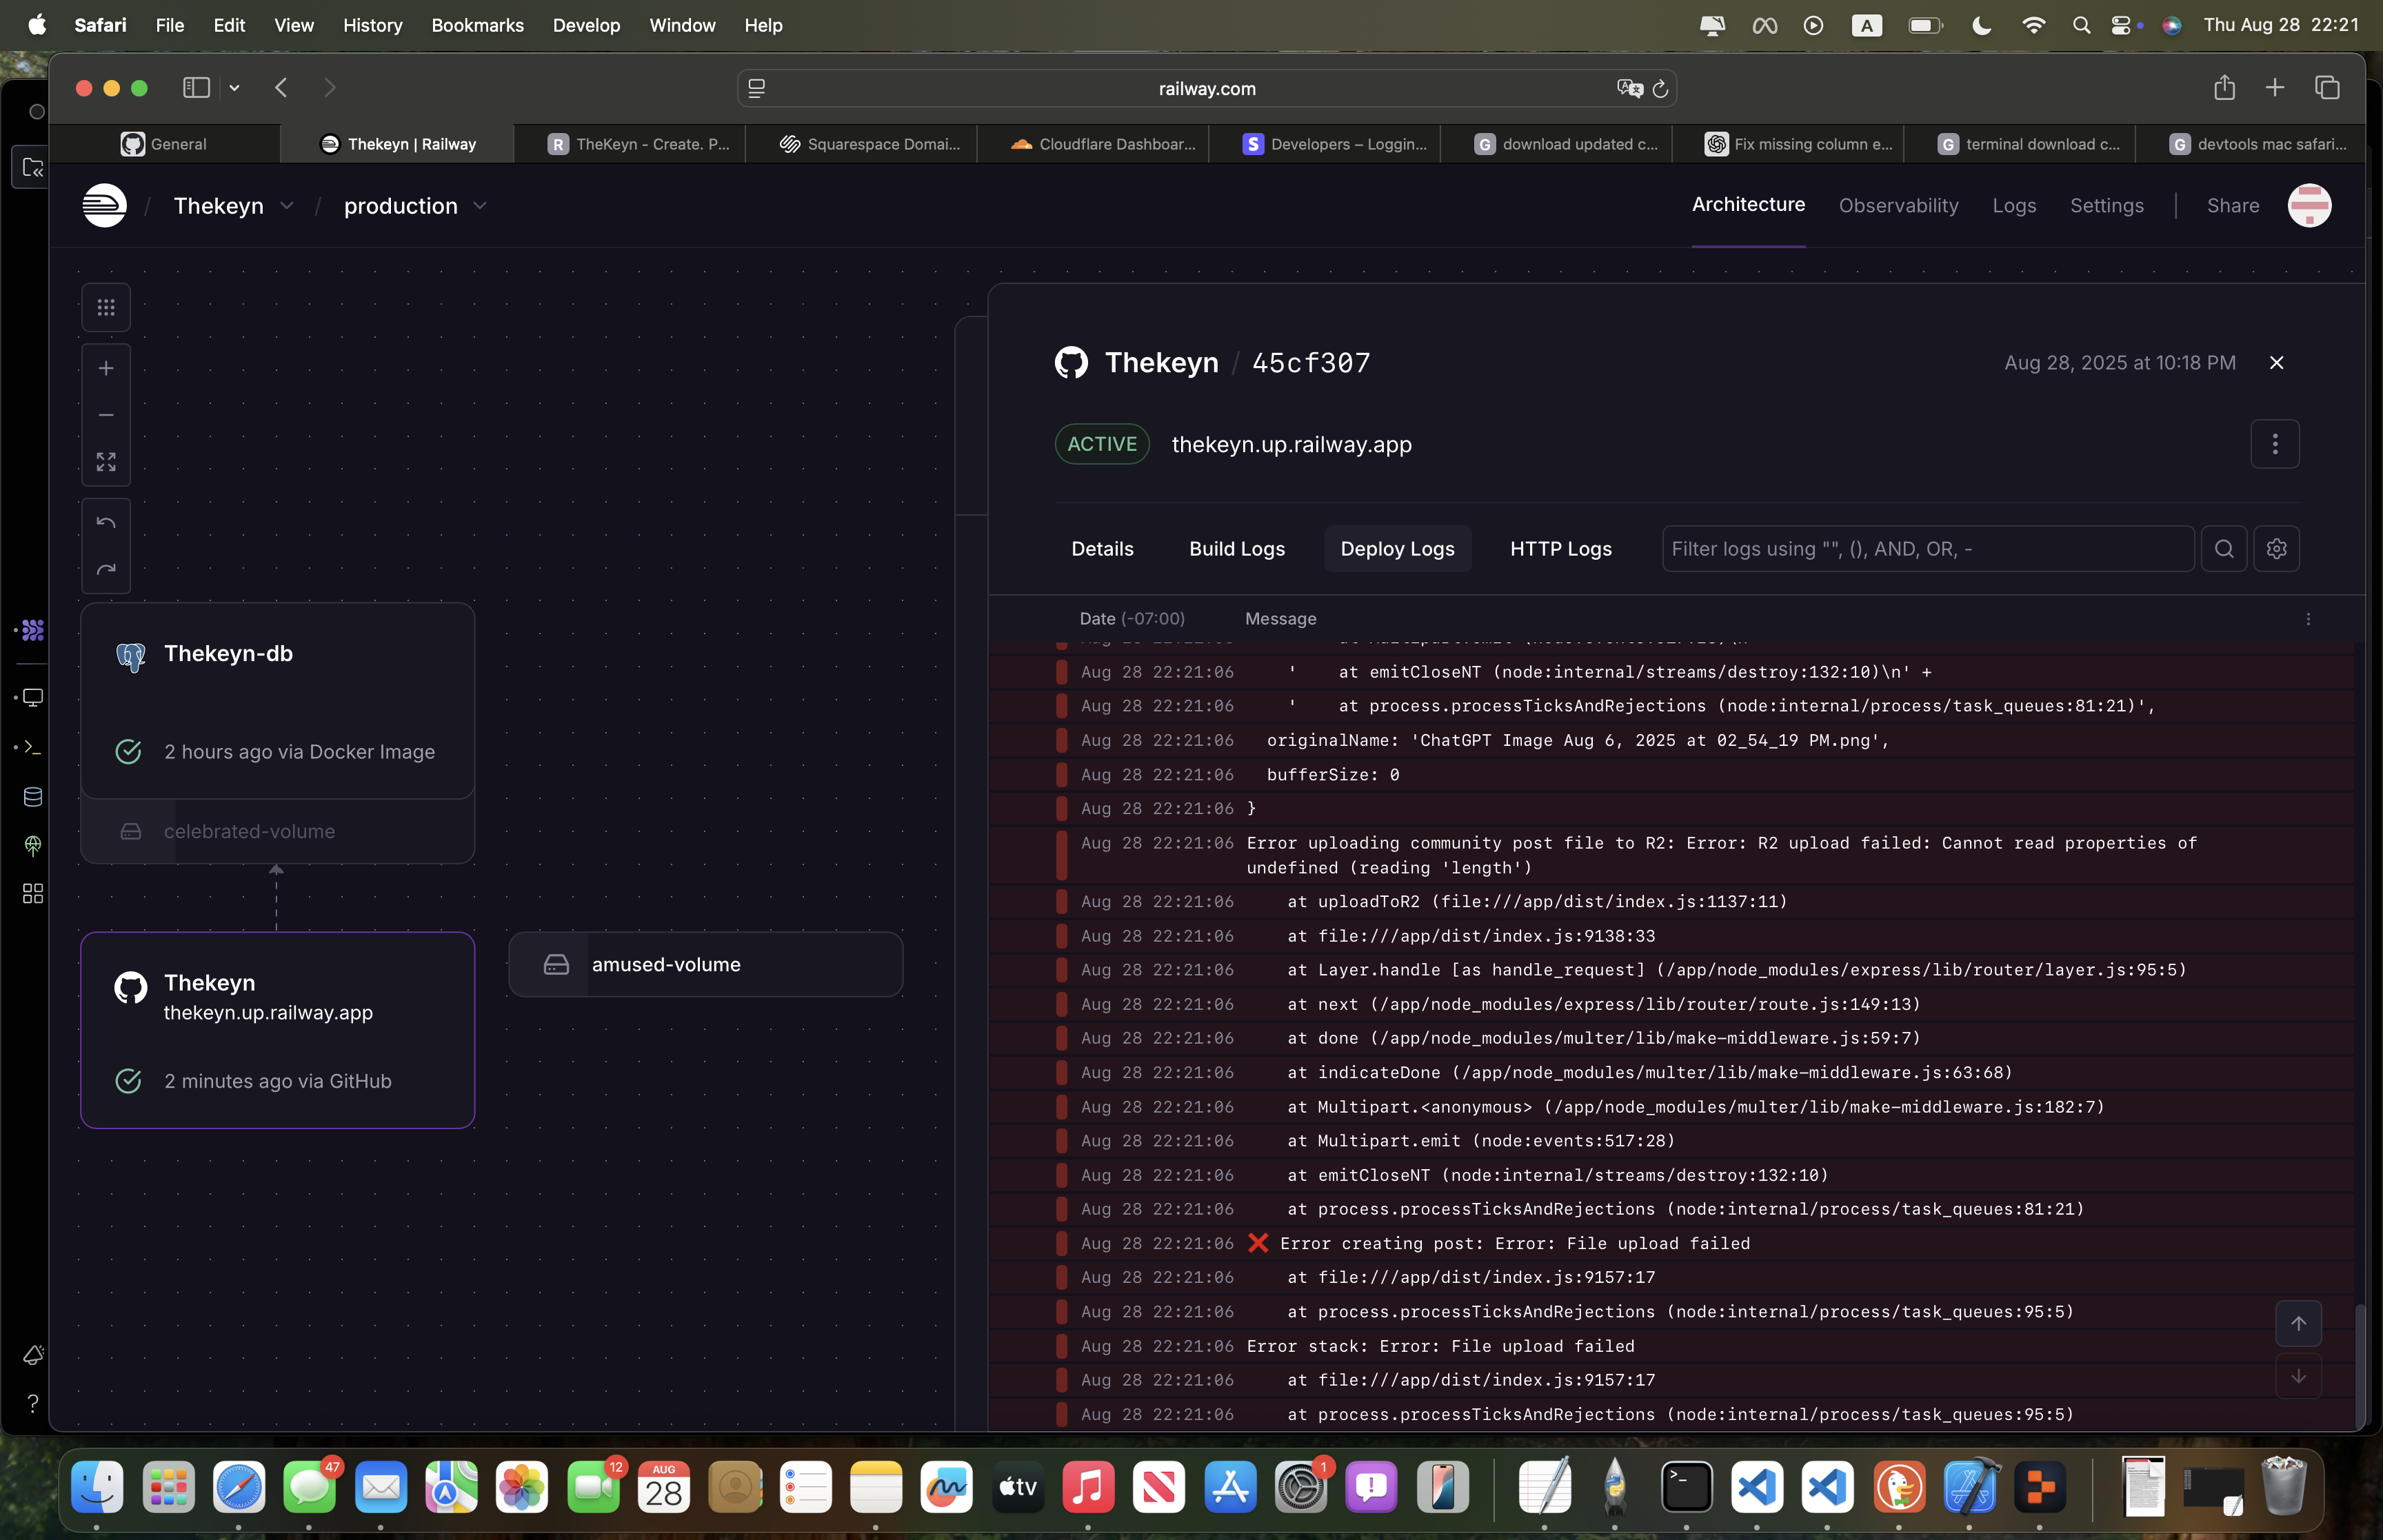 Safari File Edit View History Bookmarks Develop Window Help
A
Thu Aug 28 22:21
railway.com
General
Thekeyn | Railway
R TheKeyn - Create. P...
Squarespace Domai...
Cloudflare Dashboar...
S Developers – Loggin...
G download updated c...
Fix missing column e...
G terminal download c...
G devtools mac safari...
/ Thekeyn / production
Architecture Observability Logs Settings Share
Thekeyn / 45cf307
Aug 28, 2025 at 10:18 PM
ACTIVE thekeyn.up.railway.app
Details Build Logs Deploy Logs HTTP Logs Filter logs using "", (), AND, OR, -
Date (-07:00) Message
Aug 28 22:21:06 ' at emitCloseNT (node:internal/streams/destroy:132:10)\n' +
Aug 28 22:21:06 ' at process.processTicksAndRejections (node:internal/process/task_queues:81:21)',
Aug 28 22:21:06 originalName: 'ChatGPT Image Aug 6, 2025 at 02_54_19 PM.png',
Aug 28 22:21:06 bufferSize: 0
Aug 28 22:21:06 }
Aug 28 22:21:06 Error uploading community post file to R2: Error: R2 upload failed: Cannot read properties of
undefined (reading 'length')
Aug 28 22:21:06 at uploadToR2 (file:///app/dist/index.js:1137:11)
Aug 28 22:21:06 at file:///app/dist/index.js:9138:33
Aug 28 22:21:06 at Layer.handle [as handle_request] (/app/node_modules/express/lib/router/layer.js:95:5)
Aug 28 22:21:06 at next (/app/node_modules/express/lib/router/route.js:149:13)
Aug 28 22:21:06 at done (/app/node_modules/multer/lib/make-middleware.js:59:7)
Aug 28 22:21:06 at indicateDone (/app/node_modules/multer/lib/make-middleware.js:63:68)
Aug 28 22:21:06 at Multipart.<anonymous> (/app/node_modules/multer/lib/make-middleware.js:182:7)
Aug 28 22:21:06 at Multipart.emit (node:events:517:28)
Aug 28 22:21:06 at emitCloseNT (node:internal/streams/destroy:132:10)
Aug 28 22:21:06 at process.processTicksAndRejections (node:internal/process/task_queues:81:21)
Aug 28 22:21:06 ❌ Error creating post: Error: File upload failed
Aug 28 22:21:06 at file:///app/dist/index.js:9157:17
Aug 28 22:21:06 at process.processTicksAndRejections (node:internal/process/task_queues:95:5)
Aug 28 22:21:06 Error stack: Error: File upload failed
Aug 28 22:21:06 at file:///app/dist/index.js:9157:17
Aug 28 22:21:06 at process.processTicksAndRejections (node:internal/process/task_queues:95:5)
Thekeyn-db
2 hours ago via Docker Image
celebrated-volume
Thekeyn
thekeyn.up.railway.app
2 minutes ago via GitHub
amused-volume
47
12
AUG
28
tv
1